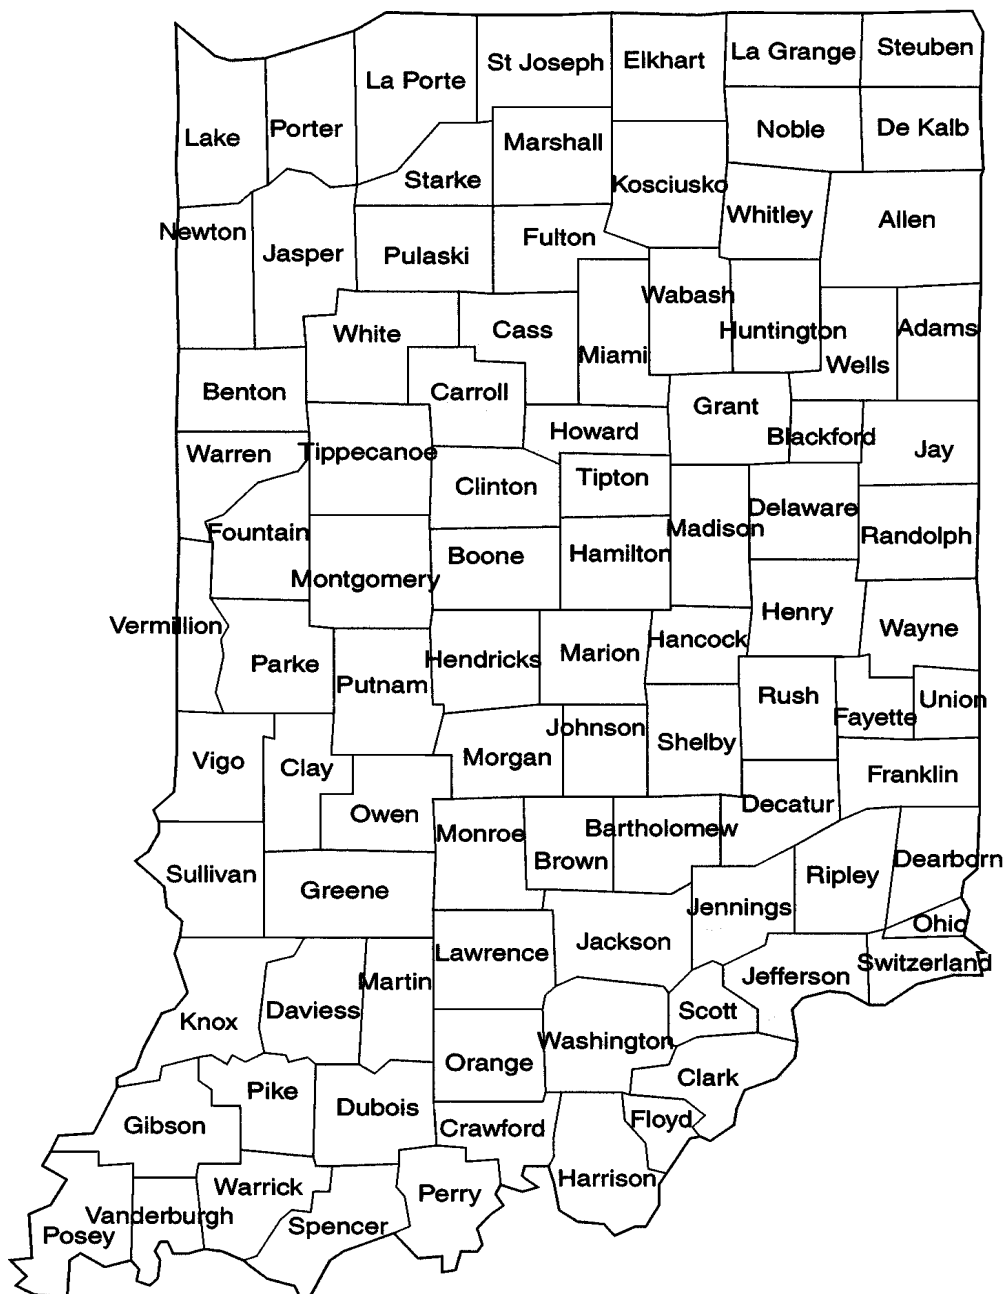 La Porte
St Joseph
Elkhart
La Grange
Steuben
Lake
Porter
Marshall
Noble
De Kalb
Starke
Kosciusko
Whitley
Allen
Newton
Jasper
Pulaski
Fulton
White
Cass
Miami
Wabash
Huntington
Wells
Adams
Benton
Carroll
Grant
Blackford
Jay
Warren
Tippecanoe
Howard
Clinton
Tipton
Fountain
Montgomery
Boone
Hamilton
Madison
Delaware
Randolph
Vermillion
Parke
Putnam
Hendricks
Marion
Hancock
Henry
Wayne
Rush
Fayette
Union
Vigo
Clay
Owen
Morgan
Johnson
Shelby
Decatur
Franklin
Monroe
Brown
Bartholomew
Sullivan
Greene
Jennings
Ripley
Dearborn
Ohio
Lawrence
Jackson
Jefferson
Switzerland
Knox
Daviess
Martin
Orange
Washington
Scott
Clark
Gibson
Pike
Dubois
Crawford
Floyd
Harrison
Posey
Vanderburgh
Warrick
Spencer
Perry